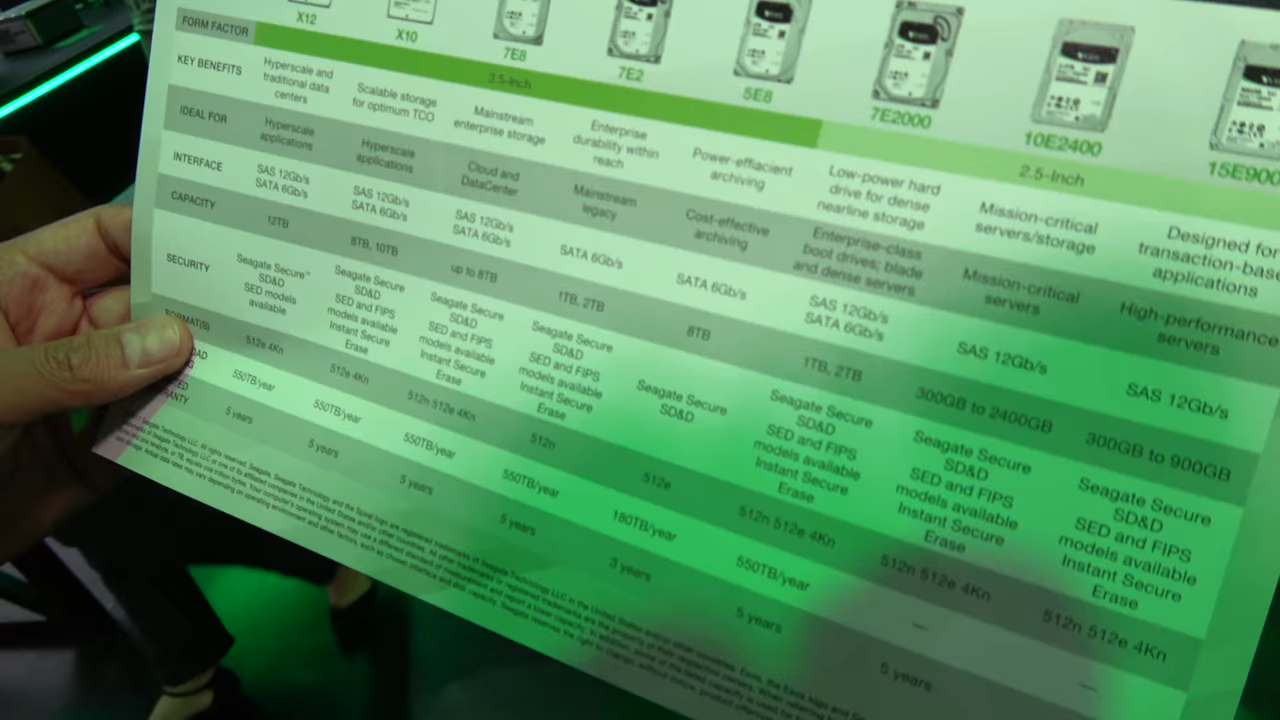 X12 X10 7E8 7E2 5E8 7E2000 10E2400 15E900
FORM FACTOR 3.5-Inch 2.5-Inch
KEY BENEFITS
Hyperscale and
traditional data
centers
Scalable storage
for optimum TCO
Mainstream
enterprise storage
Enterprise
durability within
reach
Power-effiacient
archiving
Low-power hard
drive for dense
nearline storage
Mission-critical
servers/storage
Designed for
transaction-base
applications
IDEAL FOR
Hyperscale
applications
Hyperscale
applications
Cloud and
DataCenter
Mainstream
legacy
Cost-effective
archiving
Enterprise-class
boot drives; blade
and dense servers
Mission-critical
servers
High-performance
servers
INTERFACE
SAS 12Gb/s
SATA 6Gb/s
SAS 12Gb/s
SATA 6Gb/s
SAS 12Gb/s
SATA 6Gb/s
SATA 6Gb/s
SATA 6Gb/s
SAS 12Gb/s
SATA 6Gb/s
SAS 12Gb/s
SAS 12Gb/s
CAPACITY 12TB 8TB, 10TB up to 8TB 1TB, 2TB 8TB 1TB, 2TB 300GB to 2400GB 300GB to 900GB
SECURITY
Seagate Secure™
SD&D
SED models
available
Seagate Secure
SD&D
SED and FIPS
models available
Instant Secure
Erase
Seagate Secure
SD&D
SED and FIPS
models available
Instant Secure
Erase
Seagate Secure
SD&D
SED and FIPS
models available
Instant Secure
Erase
Seagate Secure
SD&D
Seagate Secure
SD&D
SED and FIPS
models available
Instant Secure
Erase
Seagate Secure
SD&D
SED and FIPS
models available
Instant Secure
Erase
Seagate Secure
SD&D
SED and FIPS
models available
Instant Secure
Erase
FORMAT(S) 512e 4Kn 512e 4Kn 512n 512e 4Kn 512n 512e 512n 512e 4Kn 512n 512e 4Kn 512n 512e 4Kn
OAD 550TB/year 550TB/year 550TB/year 550TB/year 180TB/year 550TB/year — —
TED
RANTY 5 years 5 years 5 years 5 years 3 years 5 years 5 years